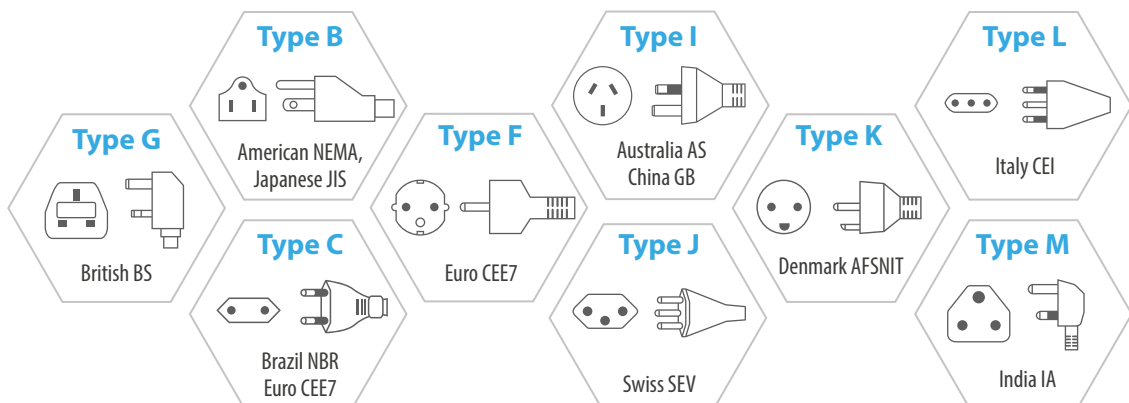 Type G
British BS
Type B
American NEMA,
Japanese JIS
Type C
Brazil NBR
Euro CEE7
Type F
Euro CEE7
Type I
Australia AS
China GB
Type J
Swiss SEV
Type K
Denmark AFSNIT
Type L
Italy CEI
Type M
India IA